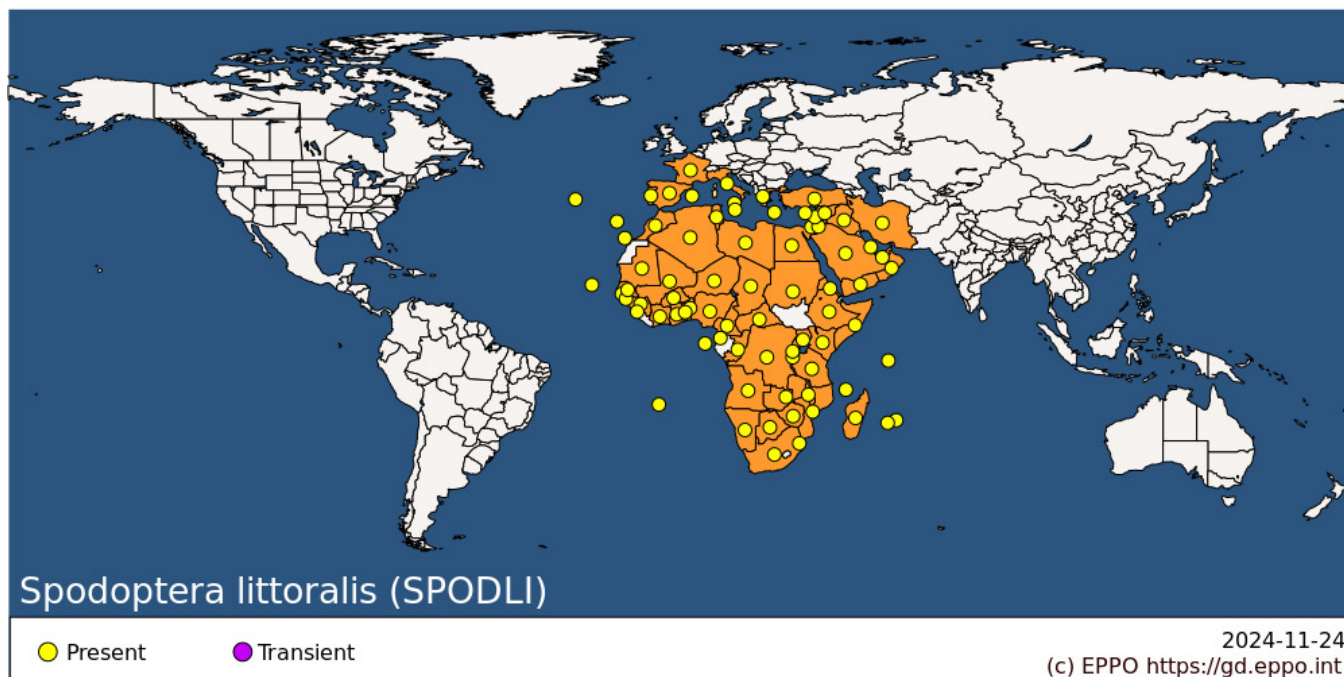 Spodoptera littoralis (SPODLI)
Present
Transient
2024-11-24
(c) EPPO https://gd.eppo.int